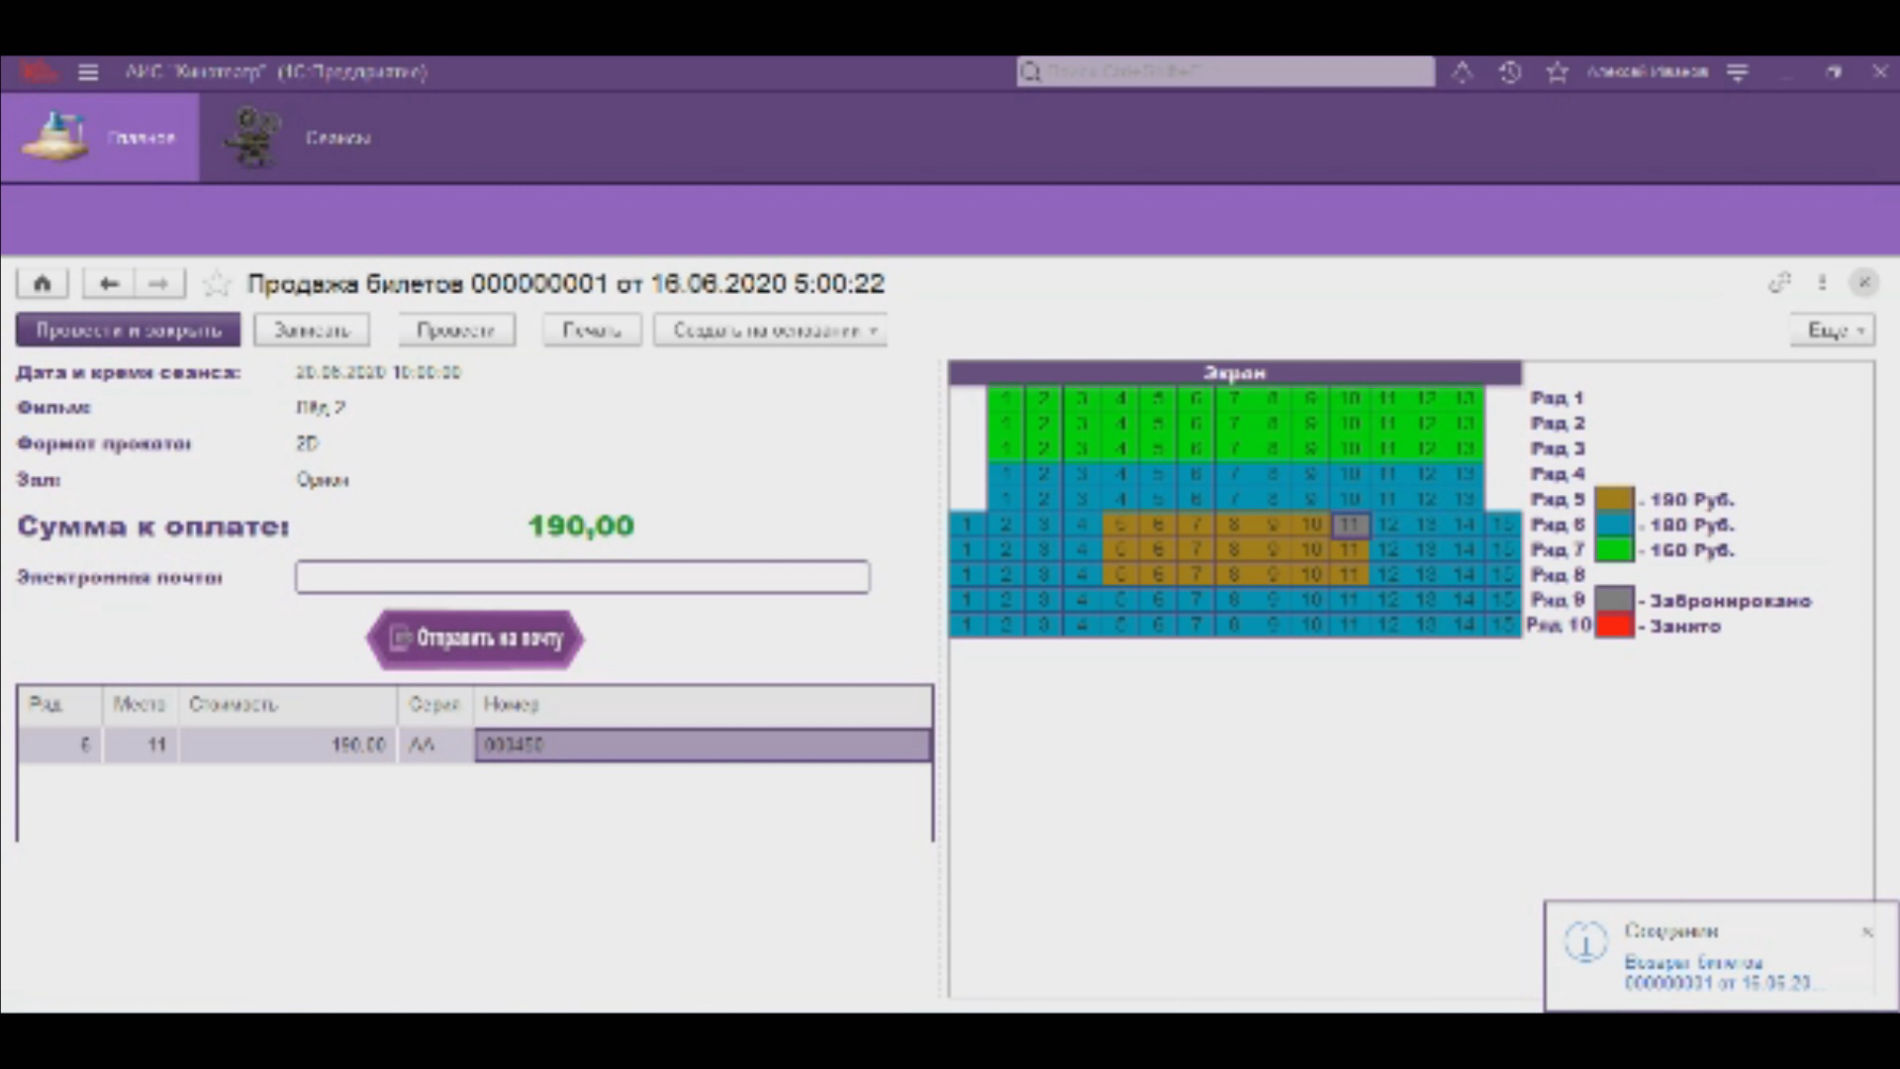 АИС "Кинотеатр" (1С:Предприятие)
Поиск Ctrl+Shift+F
Алексей Иванов
Главное
Сеансы
Продажа билетов 000000001 от 16.06.2020 5:00:22
Провести и закрыть
Записать
Провести
Печать
Создать на основании
Еще
Дата и время сеанса: 20.06.2020 10:00:00
Фильм: Лёд 2
Формат проката: 2D
Зал: Орион
Сумма к оплате: 190,00
Электронная почта:
Отправить на почту
Ряд Место Стоимость Серия Номер
6 11 190,00 АА 000450
Экран
1 2 3 4 5 6 7 8 9 10 11 12 13 Ряд 1
1 2 3 4 5 6 7 8 9 10 11 12 13 Ряд 2
1 2 3 4 5 6 7 8 9 10 11 12 13 Ряд 3
1 2 3 4 5 6 7 8 9 10 11 12 13 Ряд 4
1 2 3 4 5 6 7 8 9 10 11 12 13 Ряд 5 - 190 Руб.
1 2 3 4 5 6 7 8 9 10 11 12 13 14 15 Ряд 6 - 180 Руб.
1 2 3 4 5 6 7 8 9 10 11 12 13 14 15 Ряд 7 - 160 Руб.
1 2 3 4 5 6 7 8 9 10 11 12 13 14 15 Ряд 8
1 2 3 4 5 6 7 8 9 10 11 12 13 14 15 Ряд 9 - Забронировано
1 2 3 4 5 6 7 8 9 10 11 12 13 14 15 Ряд 10 - Занято
Создание
Возврат билетов
000000001 от 16.06.20...